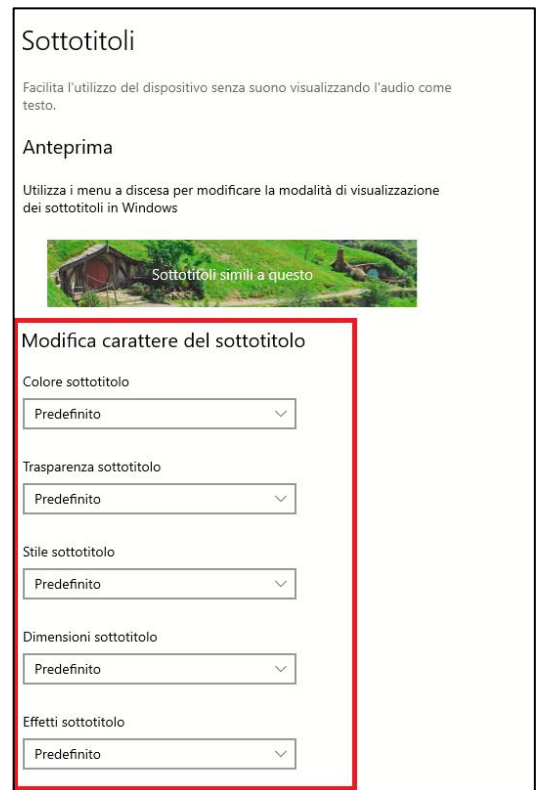 Sottotitoli
Facilita l'utilizzo del dispositivo senza suono visualizzando l'audio come
testo.
Anteprima
Utilizza i menu a discesa per modificare la modalità di visualizzazione
dei sottotitoli in Windows
Sottotitoli simili a questo
Modifica carattere del sottotitolo
Colore sottotitolo
Predefinito
Trasparenza sottotitolo
Predefinito
Stile sottotitolo
Predefinito
Dimensioni sottotitolo
Predefinito
Effetti sottotitolo
Predefinito